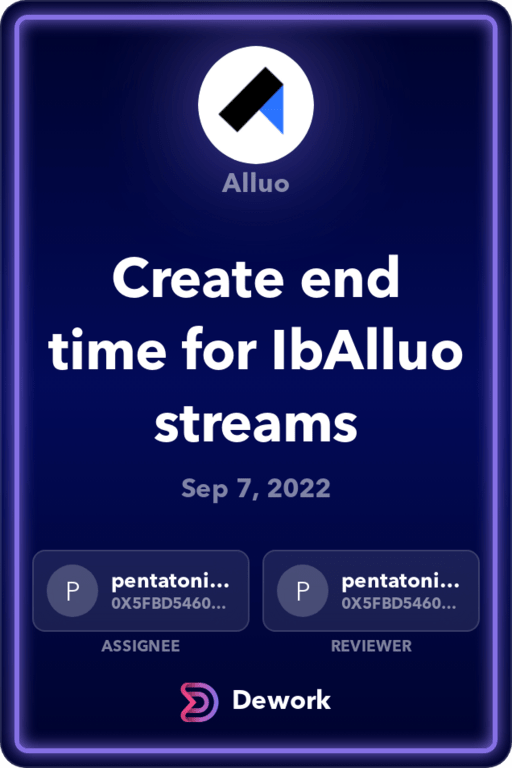 Alluo
Create end
time for IbAlluo
streams
Sep 7, 2022
P
pentatoni...
0X5FBD5460...
P
pentatoni...
0X5FBD5460...
ASSIGNEE
REVIEWER
Dework